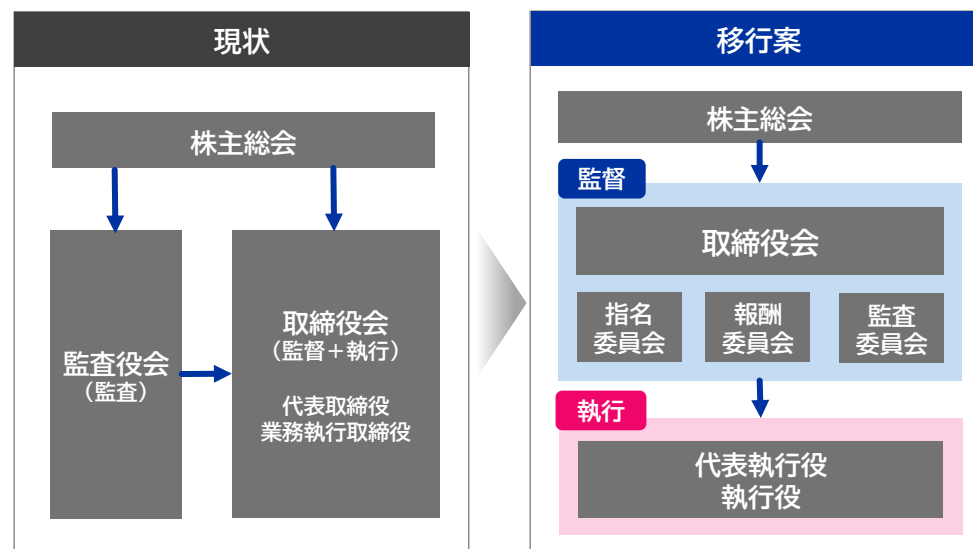 現状
株主総会
監査役会
（監査）
取締役会
（監督＋執行）
代表取締役
業務執行取締役
移行案
株主総会
監督
取締役会
指名
委員会
報酬
委員会
監査
委員会
執行
代表執行役
執行役